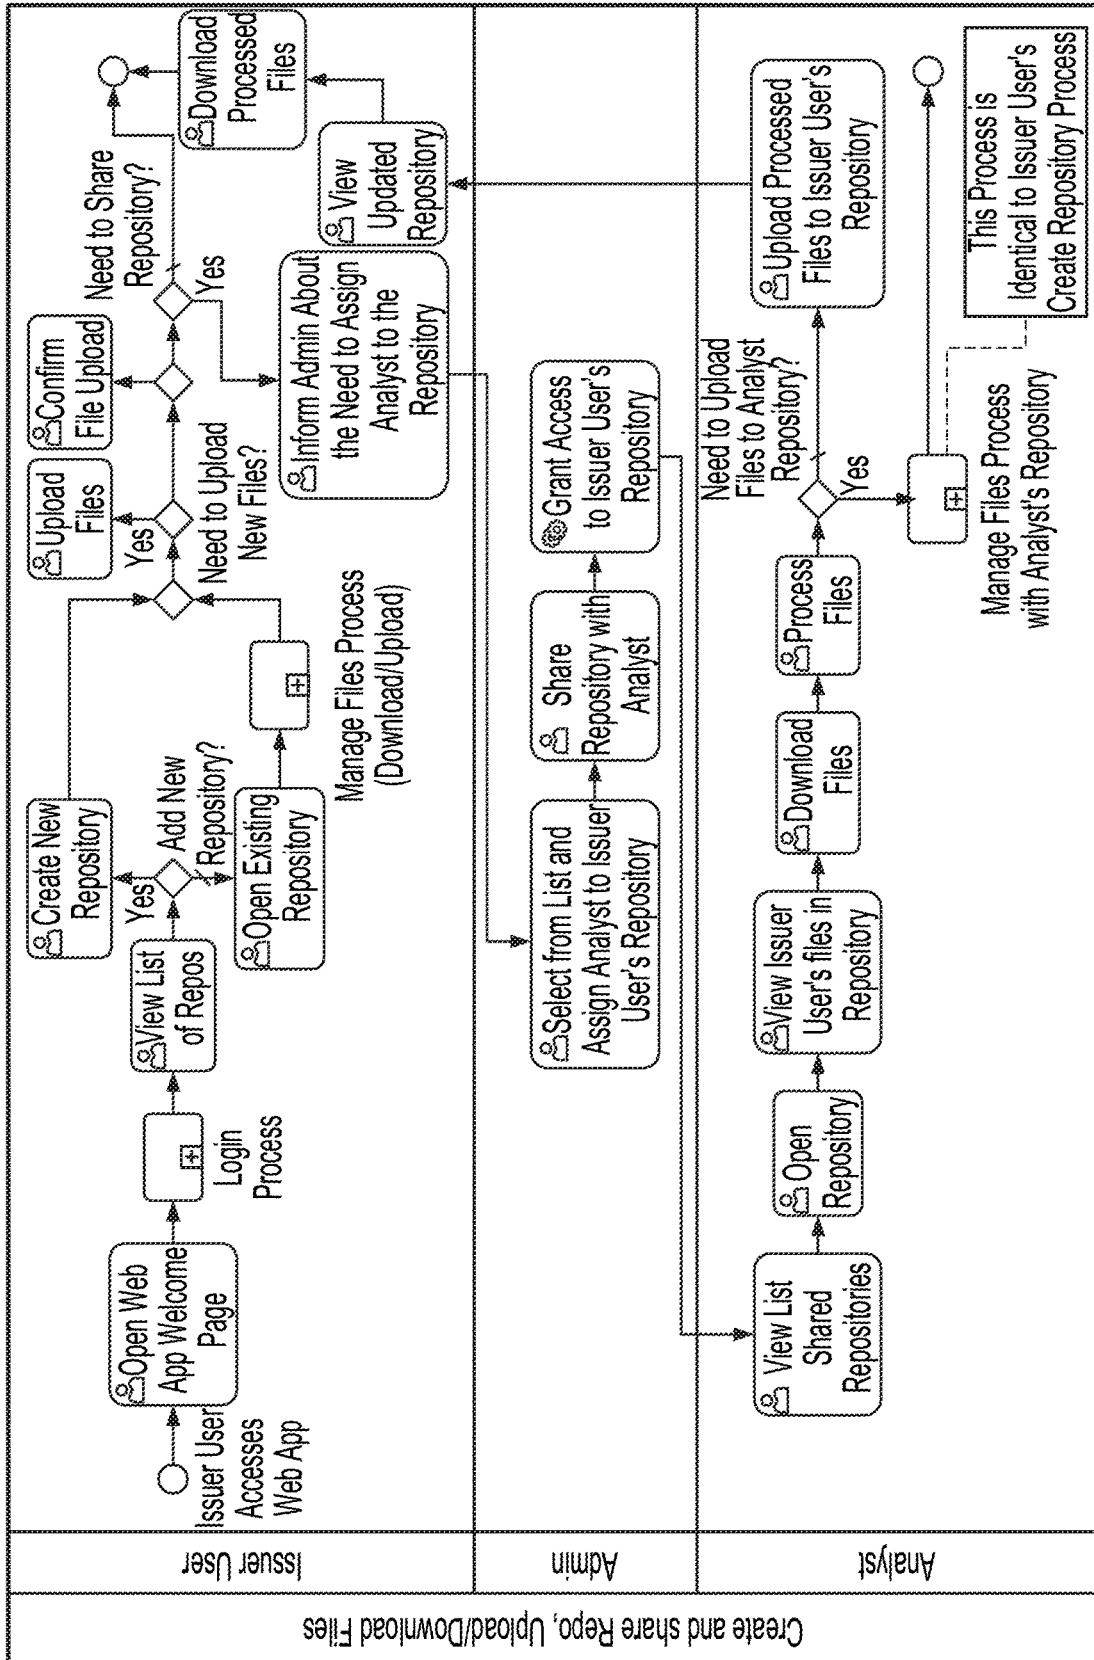 Create and share Repo, Upload/Download Files
Issuer User
Issuer User
Accesses
Web App
Open Web
App Welcome
Page
Login
Process
View List
of Repos
Add New
Repository?
Yes
Create New
Repository
Open Existing
Repository
Manage Files Process
(Download/Upload)
Need to Upload
New Files?
Yes
Upload
Files
Confirm
File Upload
Need to Share
Repository?
Yes
Inform Admin About
the Need to Assign
Analyst to the
Repository
View
Updated
Repository
Download
Processed
Files
Admin
Select from List and
Assign Analyst to Issuer
User's Repository
Share
Repository with
Analyst
Grant Access
to Issuer User's
Repository
Analyst
View List
Shared
Repositories
Open
Repository
View Issuer
User's files in
Repository
Download
Files
Process
Files
Need to Upload
Files to Analyst
Repository?
Yes
Upload Processed
Files to Issuer User's
Repository
Manage Files Process
with Analyst's Repository
This Process is
Identical to Issuer User's
Create Repository Process